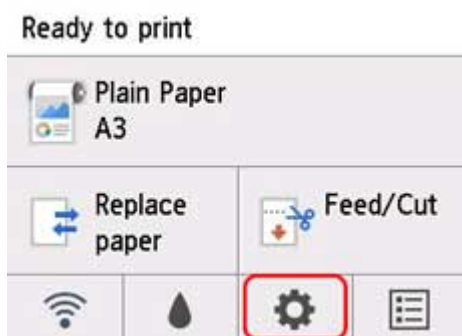 Ready to print
Plain Paper
A3
Replace
paper
Feed/Cut